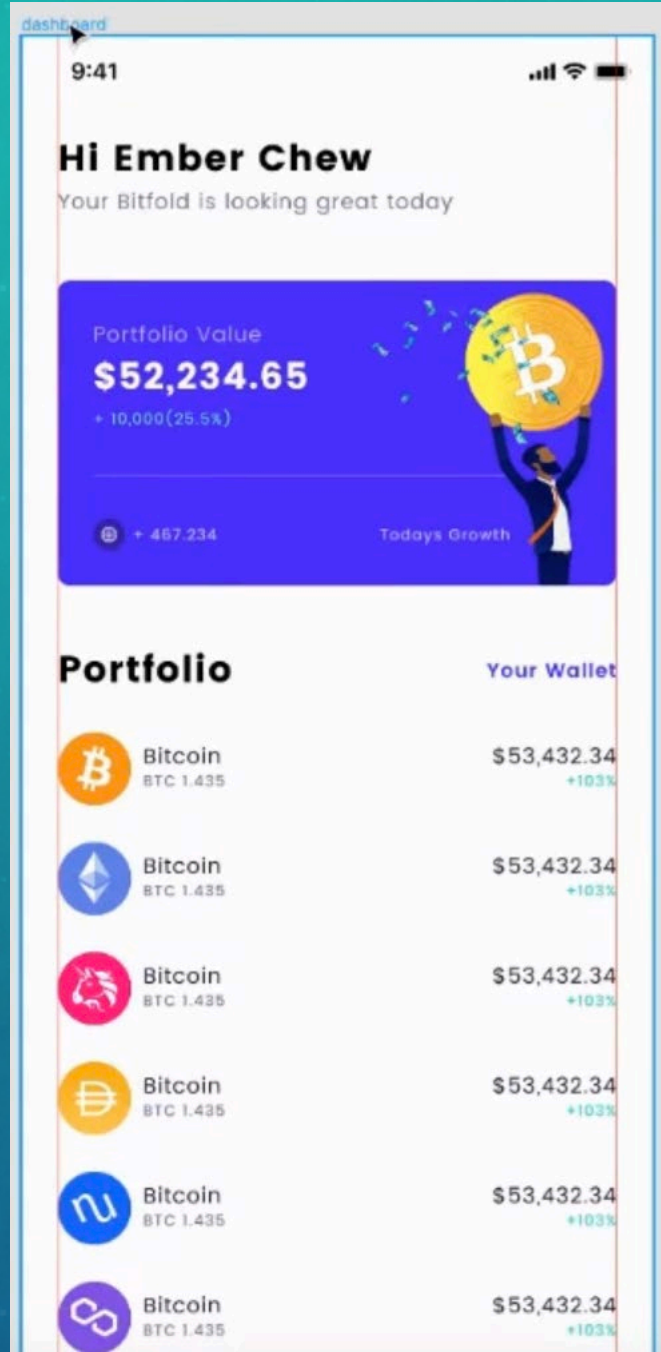 dashboard
9:41
Hi Ember Chew
Your Bitfold is looking great today
Portfolio Value
$52,234.65
+ 10,000(25.5%)
+ 467.234 Todays Growth
Portfolio Your Wallet
Bitcoin $53,432.34
BTC 1.435 +103%
Bitcoin $53,432.34
BTC 1.435 +103%
Bitcoin $53,432.34
BTC 1.435 +103%
Bitcoin $53,432.34
BTC 1.435 +103%
Bitcoin $53,432.34
BTC 1.435 +103%
Bitcoin $53,432.34
BTC 1.435 +103%